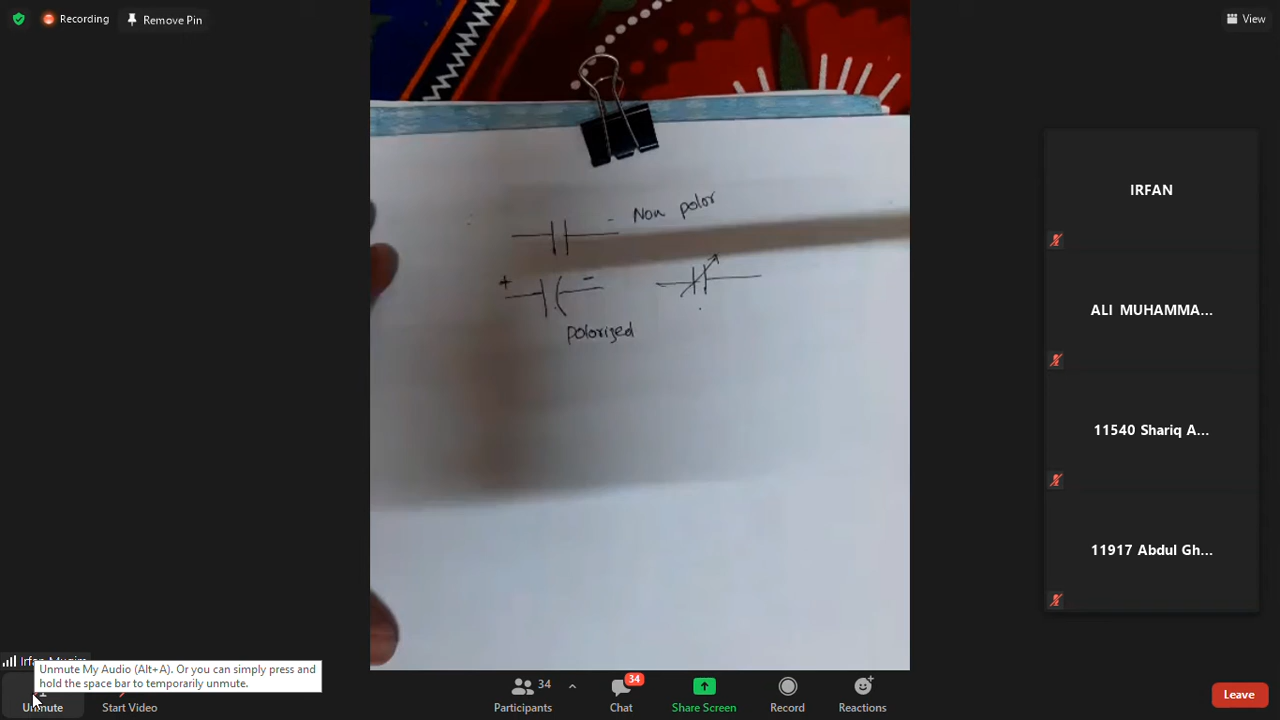 Recording
Remove Pin
View
Non polor
+
-
-
polorized
IRFAN
ALI MUHAMMA...
11540 Shariq A...
11917 Abdul Gh...
Unmute My Audio (Alt+A). Or you can simply press and
hold the space bar to temporarily unmute.
Unmute
Start Video
34
Participants
34
Chat
Share Screen
Record
Reactions
Leave